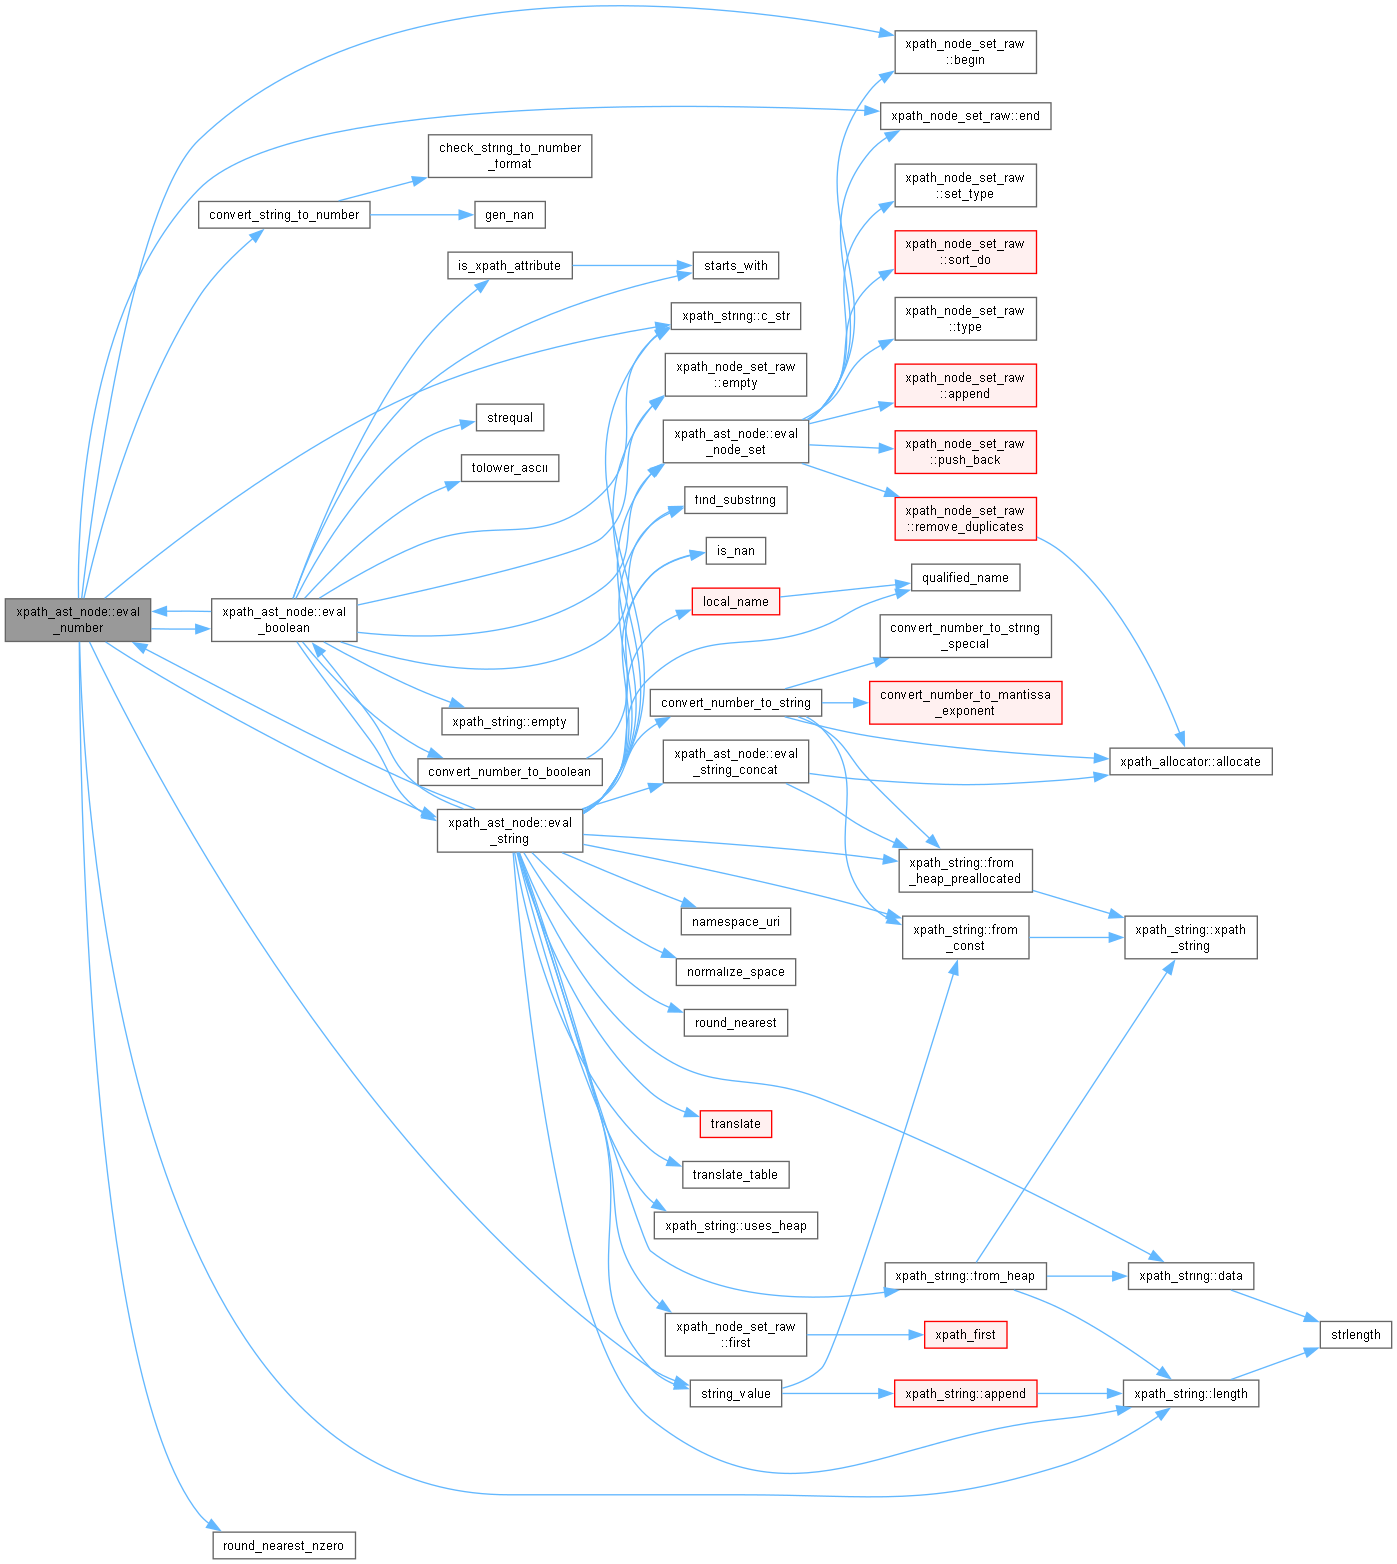 xpath_node_set_raw
::begin
xpath_node_set_raw::end
check_string_to_number
_format
xpath_node_set_raw
::set_type
convert_string_to_number
gen_nan
xpath_node_set_raw
::sort_do
is_xpath_attribute
starts_with
xpath_string::c_str
xpath_node_set_raw
::type
xpath_node_set_raw
::empty
xpath_node_set_raw
::append
strequal
xpath_ast_node::eval
_node_set
xpath_node_set_raw
::push_back
tolower_ascii
find_substring
xpath_node_set_raw
::remove_duplicates
is_nan
qualified_name
local_name
xpath_ast_node::eval
_number
xpath_ast_node::eval
_boolean
convert_number_to_string
_special
convert_number_to_string
convert_number_to_mantissa
_exponent
xpath_string::empty
xpath_ast_node::eval
_string_concat
xpath_allocator::allocate
convert_number_to_boolean
xpath_ast_node::eval
_string
xpath_string::from
_heap_preallocated
namespace_uri
xpath_string::from
_const
xpath_string::xpath
_string
normalize_space
round_nearest
translate
translate_table
xpath_string::uses_heap
xpath_string::from_heap
xpath_string::data
xpath_node_set_raw
::first
xpath_first
strlength
string_value
xpath_string::append
xpath_string::length
round_nearest_nzero